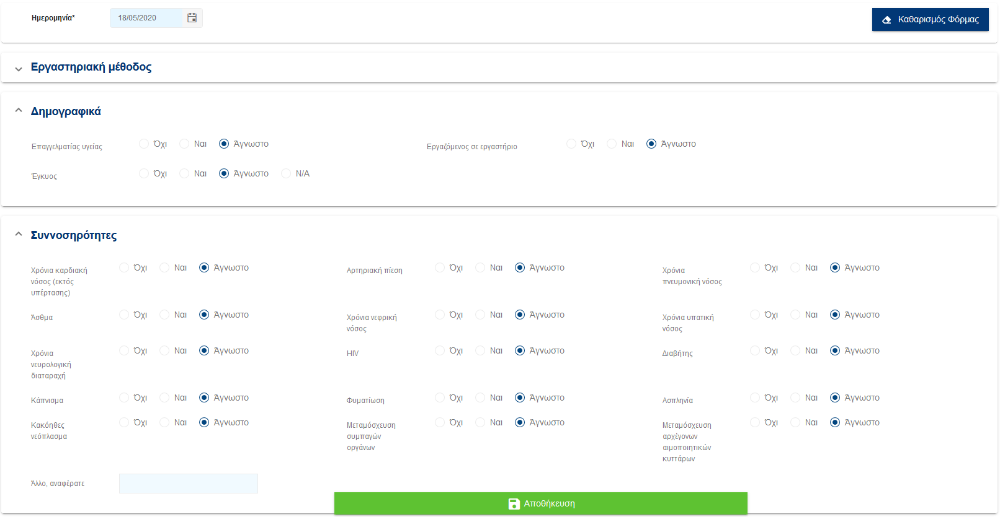 Ημερομηνία* 18/05/2020 Καθαρισμός Φόρμας
Εργαστηριακή μέθοδος
Δημογραφικά
Επαγγελματίας υγείας Όχι Ναι Άγνωστο Εργαζόμενος σε εργαστήριο Όχι Ναι Άγνωστο
Έγκυος Όχι Ναι Άγνωστο N/A
Συννοσηρότητες
Χρόνια καρδιακή
νόσος (εκτός
υπέρτασης)
Όχι Ναι Άγνωστο
Αρτηριακή πίεση Όχι Ναι Άγνωστο
Χρόνια
πνευμονική νόσος
Όχι Ναι Άγνωστο
Άσθμα Όχι Ναι Άγνωστο
Χρόνια νεφρική
νόσος
Όχι Ναι Άγνωστο
Χρόνια υπατική
νόσος
Όχι Ναι Άγνωστο
Χρόνια
νευρολογική
διαταραχή
Όχι Ναι Άγνωστο
HIV Όχι Ναι Άγνωστο
Διαβήτης Όχι Ναι Άγνωστο
Κάπνισμα Όχι Ναι Άγνωστο
Φυματίωση Όχι Ναι Άγνωστο
Ασπληνία Όχι Ναι Άγνωστο
Κακόηθες
νεόπλασμα
Όχι Ναι Άγνωστο
Μεταμόσχευση
συμπαγών
οργάνων
Όχι Ναι Άγνωστο
Μεταμόσχευση
αρχέγονων
αιμοποιητικών
κυττάρων
Όχι Ναι Άγνωστο
Άλλο, αναφέρατε
Αποθήκευση